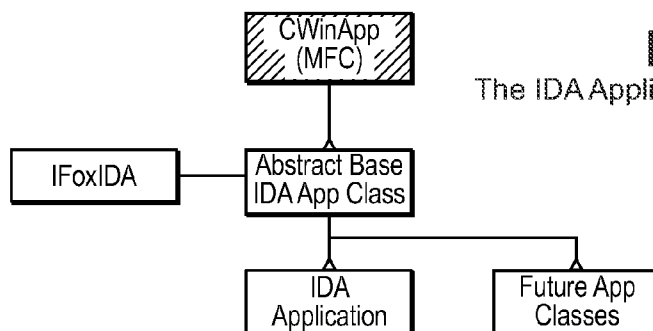 CWinApp
(MFC)
The IDA Appli
IFoxIDA
Abstract Base
IDA App Class
IDA
Application
Future App
Classes